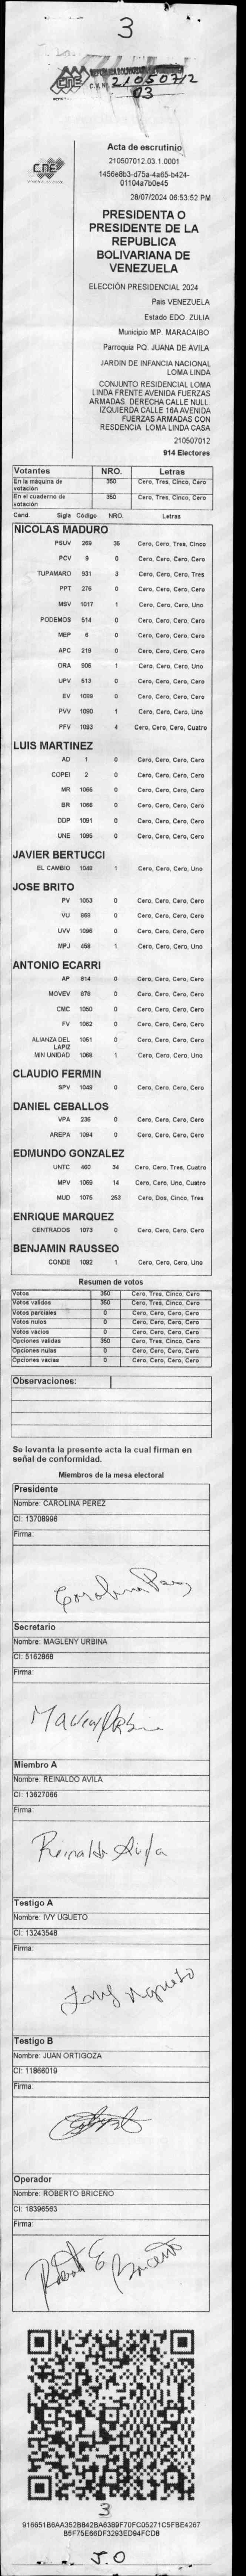 3
CNE
21050712
03
Acta de escrutinio
210507012.03.1.0001
1456e8b3-d75a-4a65-b424-
01104a7b0e45
28/07/2024 06:53:52 PM
PRESIDENTA O
PRESIDENTE DE LA
REPUBLICA
BOLIVARIANA DE
VENEZUELA
ELECCIÓN PRESIDENCIAL 2024
País VENEZUELA
Estado EDO. ZULIA
Municipio MP. MARACAIBO
Parroquia PQ. JUANA DE AVILA
JARDIN DE INFANCIA NACIONAL
LOMA LINDA
CONJUNTO RESIDENCIAL LOMA
LINDA FRENTE AVENIDA FUERZAS
ARMADAS. DERECHA CALLE NULL.
IZQUIERDA CALLE 16A AVENIDA
FUERZAS ARMADAS CON
RESDENCIA LOMA LINDA CASA
210507012
914 Electores
Votantes NRO. Letras
En la máquina de votación 350 Cero, Tres, Cinco, Cero
En el cuaderno de votación 350 Cero, Tres, Cinco, Cero
Cand. Sigla Código NRO. Letras
NICOLAS MADURO
PSUV 269 35 Cero, Cero, Tres, Cinco
PCV 9 0 Cero, Cero, Cero, Cero
TUPAMARO 931 3 Cero, Cero, Cero, Tres
PPT 276 0 Cero, Cero, Cero, Cero
MSV 1017 1 Cero, Cero, Cero, Uno
PODEMOS 514 0 Cero, Cero, Cero, Cero
MEP 6 0 Cero, Cero, Cero, Cero
APC 219 0 Cero, Cero, Cero, Cero
ORA 906 1 Cero, Cero, Cero, Uno
UPV 513 0 Cero, Cero, Cero, Cero
EV 1089 0 Cero, Cero, Cero, Cero
PVV 1090 1 Cero, Cero, Cero, Uno
PFV 1093 4 Cero, Cero, Cero, Cuatro
LUIS MARTINEZ
AD 1 0 Cero, Cero, Cero, Cero
COPEI 2 0 Cero, Cero, Cero, Cero
MR 1065 0 Cero, Cero, Cero, Cero
BR 1066 0 Cero, Cero, Cero, Cero
DDP 1091 0 Cero, Cero, Cero, Cero
UNE 1095 0 Cero, Cero, Cero, Cero
JAVIER BERTUCCI
EL CAMBIO 1048 1 Cero, Cero, Cero, Uno
JOSE BRITO
PV 1053 0 Cero, Cero, Cero, Cero
VU 868 0 Cero, Cero, Cero, Cero
UVV 1096 0 Cero, Cero, Cero, Cero
MPJ 458 1 Cero, Cero, Cero, Uno
ANTONIO ECARRI
AP 814 0 Cero, Cero, Cero, Cero
MOVEV 878 0 Cero, Cero, Cero, Cero
CMC 1050 0 Cero, Cero, Cero, Cero
FV 1062 0 Cero, Cero, Cero, Cero
ALIANZA DEL LAPIZ 1051 0 Cero, Cero, Cero, Cero
MIN UNIDAD 1068 1 Cero, Cero, Cero, Uno
CLAUDIO FERMIN
SPV 1049 0 Cero, Cero, Cero, Cero
DANIEL CEBALLOS
VPA 236 0 Cero, Cero, Cero, Cero
AREPA 1094 0 Cero, Cero, Cero, Cero
EDMUNDO GONZALEZ
UNTC 460 34 Cero, Cero, Tres, Cuatro
MPV 1069 14 Cero, Cero, Uno, Cuatro
MUD 1075 253 Cero, Dos, Cinco, Tres
ENRIQUE MARQUEZ
CENTRADOS 1073 0 Cero, Cero, Cero, Cero
BENJAMIN RAUSSEO
CONDE 1092 1 Cero, Cero, Cero, Uno
Resumen de votos
Votos 350 Cero, Tres, Cinco, Cero
Votos validos 350 Cero, Tres, Cinco, Cero
Votos parciales 0 Cero, Cero, Cero, Cero
Votos nulos 0 Cero, Cero, Cero, Cero
Votos vacios 0 Cero, Cero, Cero, Cero
Opciones validas 350 Cero, Tres, Cinco, Cero
Opciones nulas 0 Cero, Cero, Cero, Cero
Opciones vacias 0 Cero, Cero, Cero, Cero
Observaciones:
Se levanta la presente acta la cual firman en
señal de conformidad.
Miembros de la mesa electoral
Presidente
Nombre: CAROLINA PEREZ
CI: 13708996
Firma:
Carolina Perez
Secretario
Nombre: MAGLENY URBINA
CI: 5162868
Firma:
Miembro A
Nombre: REINALDO AVILA
CI: 13627066
Firma:
Reinaldo Avila
Testigo A
Nombre: IVY UGUETO
CI: 13243548
Firma:
Ivy Ugueto
Testigo B
Nombre: JUAN ORTIGOZA
CI: 11866019
Firma:
Operador
Nombre: ROBERTO BRICEÑO
CI: 18396563
Firma:
Roberto E Briceño
3
916651B6AA352B842BA63B9F70FC05271C5FBE4267
B5F75E66DF3293ED94FCD8
J.O